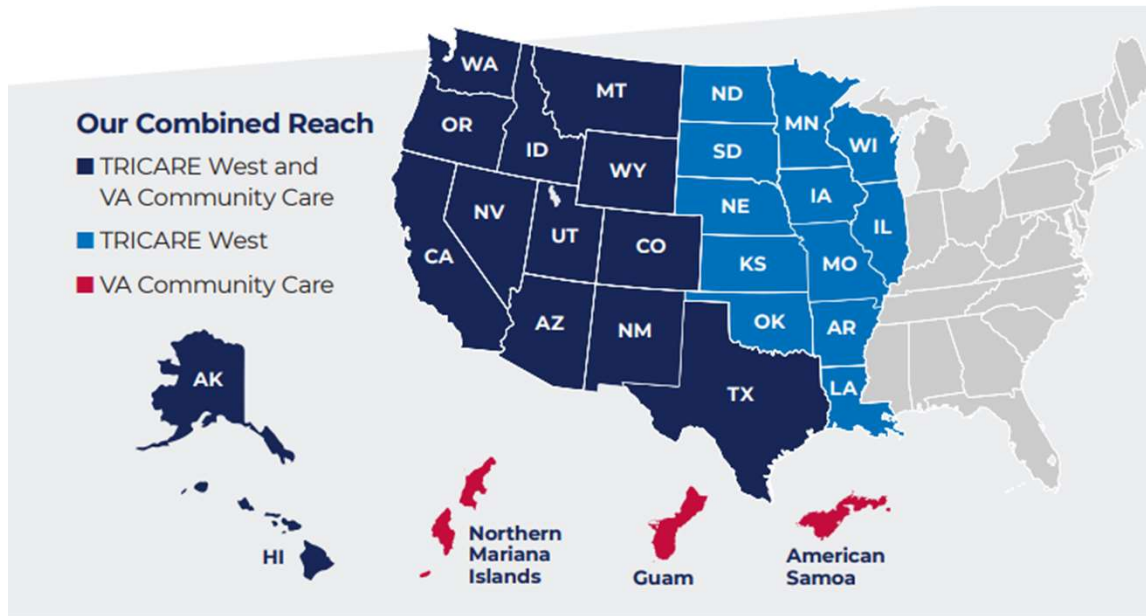 Our Combined Reach
TRICARE West and
VA Community Care
TRICARE West
VA Community Care
WA
OR
ID
MT
WY
CA
NV
UT
CO
AZ
NM
TX
ND
SD
NE
KS
OK
MN
IA
MO
AR
LA
WI
IL
AK
HI
Northern
Mariana
Islands
Guam
American
Samoa